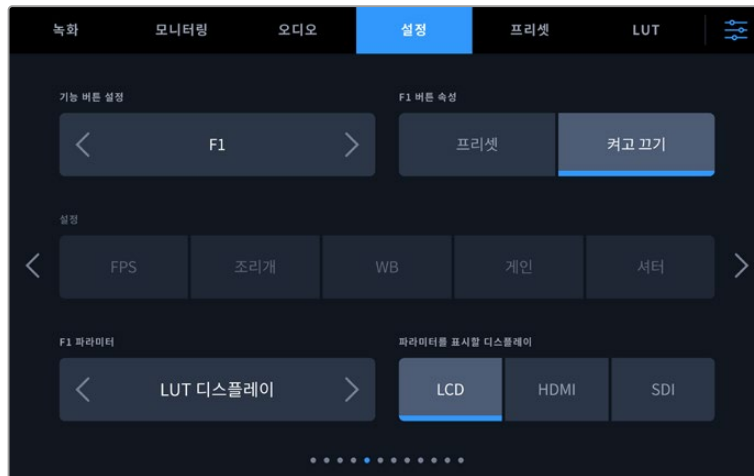 녹화 모니터링 오디오 설정 프리셋 LUT
기능 버튼 설정 F1 버튼 속성
F1 프리셋 켜고 끄기
설정
FPS 조리개 WB 게인 셔터
F1 파라미터 파라미터를 표시할 디스플레이
LUT 디스플레이 LCD HDMI SDI